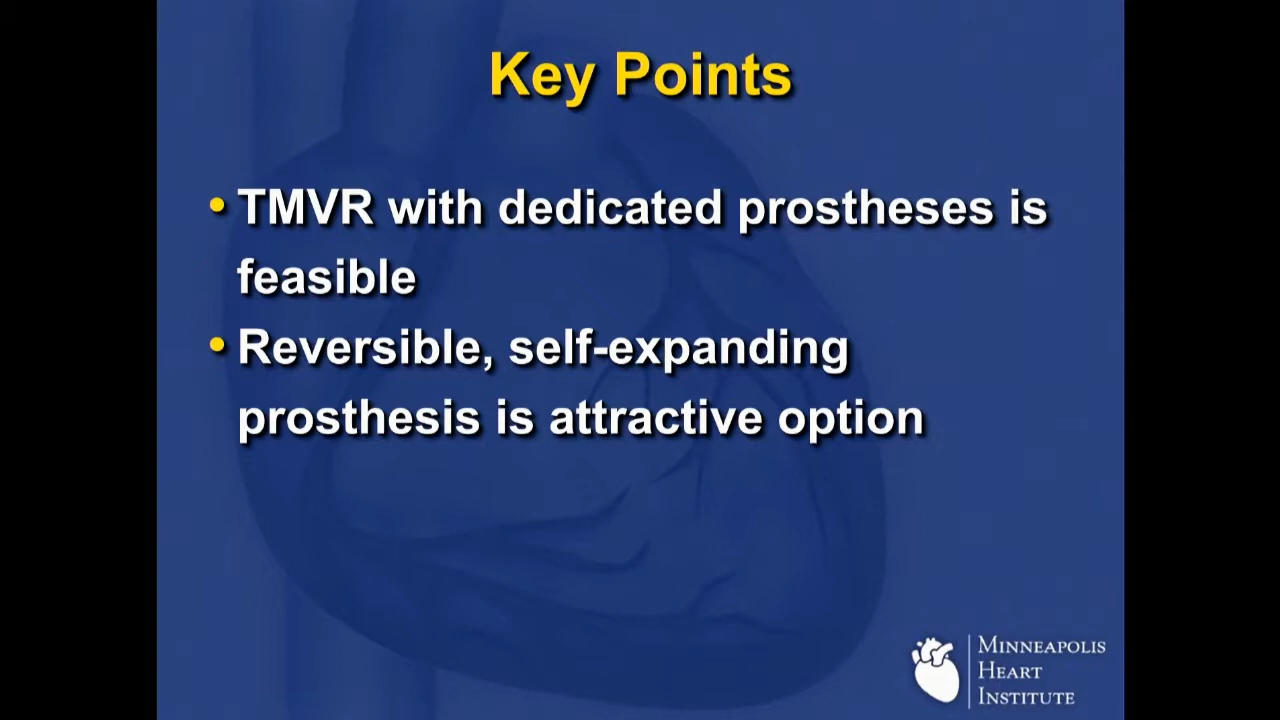 Key Points
• TMVR with dedicated prostheses is
feasible
• Reversible, self-expanding
prosthesis is attractive option
MINNEAPOLIS
HEART
INSTITUTE